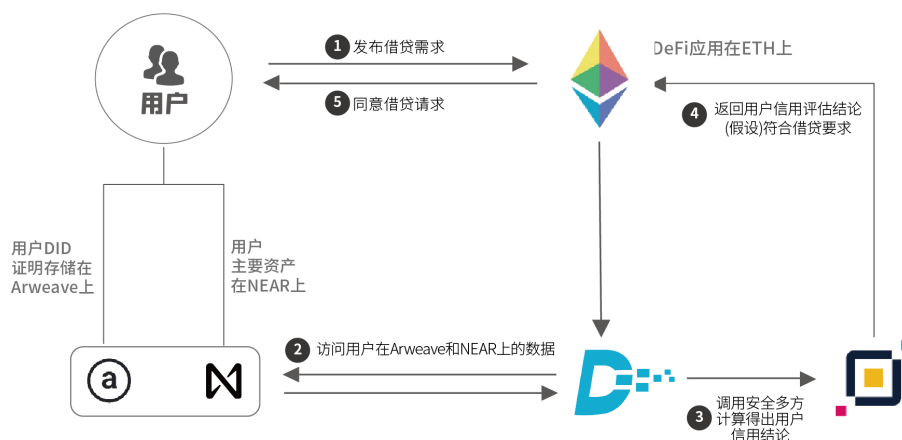 1 发布借贷需求
DeFi应用在ETH上
用户
5 同意借贷请求
4 返回用户信用评估结论
(假设)符合借贷要求
用户DID
证明存储在
Arweave上
用户
主要资产
在NEAR上
2 访问用户在Arweave和NEAR上的数据
a
3 调用安全多方
计算得出用户
信用结论